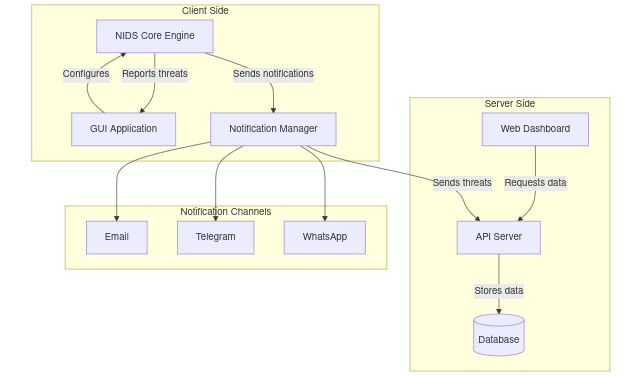 Client Side
NIDS Core Engine
Configures
Reports threats
Sends notifications
GUI Application
Notification Manager
Server Side
Web Dashboard
Sends threats
Requests data
Notification Channels
Email
Telegram
WhatsApp
API Server
Stores data
Database